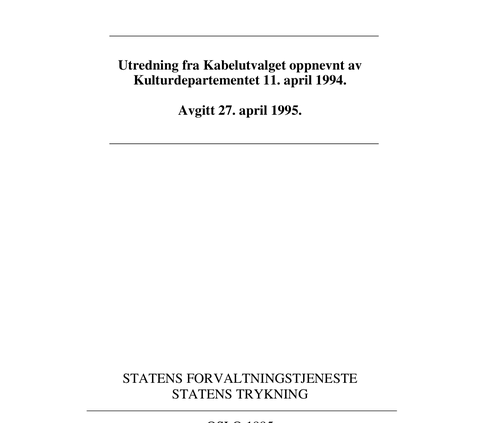 Utredning fra Kabelutvalget oppnevnt av
Kulturdepartementet 11. april 1994.
Avgitt 27. april 1995.
STATENS FORVALTNINGSTJENESTE
STATENS TRYKNING